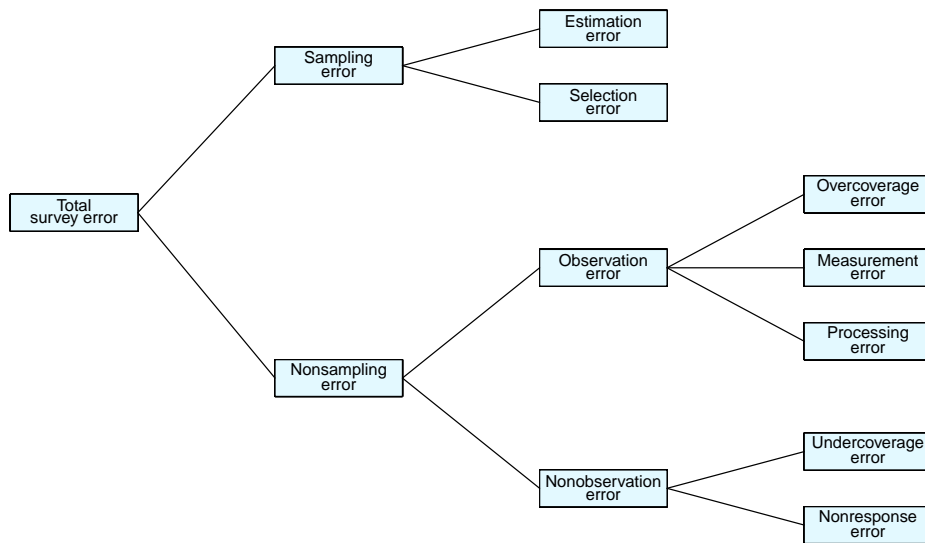 Total
survey error
Sampling
error
Nonsampling
error
Estimation
error
Selection
error
Observation
error
Nonobservation
error
Overcoverage
error
Measurement
error
Processing
error
Undercoverage
error
Nonresponse
error